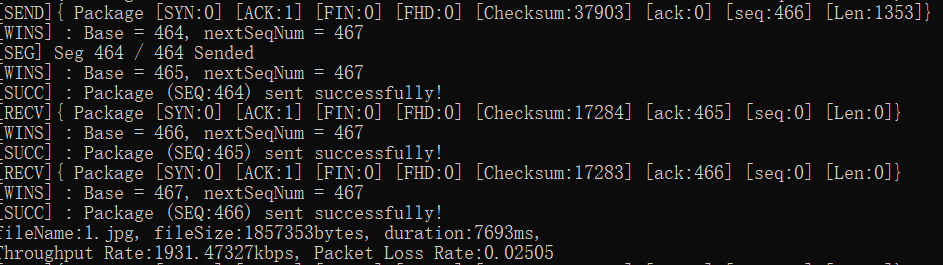 [SEND]{ Package [SYN:0] [ACK:1] [FIN:0] [FHD:0] [Checksum:37903] [ack:0] [seq:466] [Len:1353]}
[WINS] : Base = 464, nextSeqNum = 467
[SEG] Seg 464 / 464 Sended
[WINS] : Base = 465, nextSeqNum = 467
[SUCC] : Package (SEQ:464) sent successfully!
[RECV]{ Package [SYN:0] [ACK:1] [FIN:0] [FHD:0] [Checksum:17284] [ack:465] [seq:0] [Len:0]}
[WINS] : Base = 466, nextSeqNum = 467
[SUCC] : Package (SEQ:465) sent successfully!
[RECV]{ Package [SYN:0] [ACK:1] [FIN:0] [FHD:0] [Checksum:17283] [ack:466] [seq:0] [Len:0]}
[WINS] : Base = 467, nextSeqNum = 467
[SUCC] : Package (SEQ:466) sent successfully!
fileName:1.jpg, fileSize:1857353bytes, duration:7693ms,
Throughput Rate:1931.47327kbps, Packet Loss Rate:0.02505